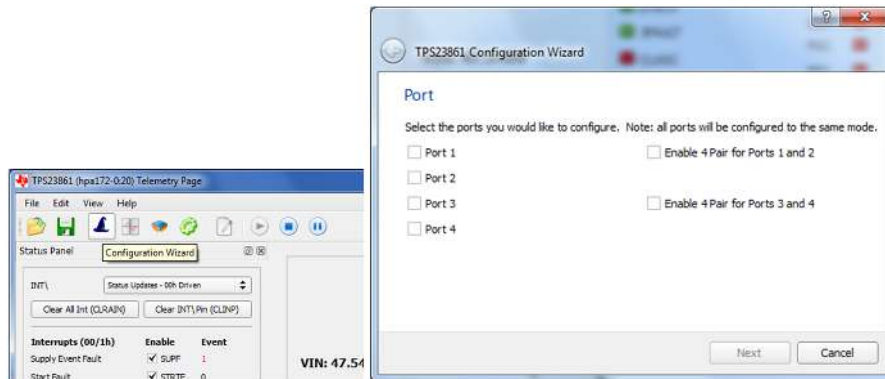 TPS23861 (hpa172-0:20) Telemetry Page
File Edit View Help
Configuration Wizard
Status Panel
INT\ Status Updates - 00h Driven
Clear All Int (CLRAIN) Clear INT\ Pin (CLINP)
Interrupts (00/1h) Enable Event
Supply Event Fault SUPF 1
Start Fault STRTF 0
VIN: 47.54
TPS23861 Configuration Wizard
Port
Select the ports you would like to configure. Note: all ports will be configured to the same mode.
Port 1 Enable 4 Pair for Ports 1 and 2
Port 2
Port 3 Enable 4 Pair for Ports 3 and 4
Port 4
Next Cancel